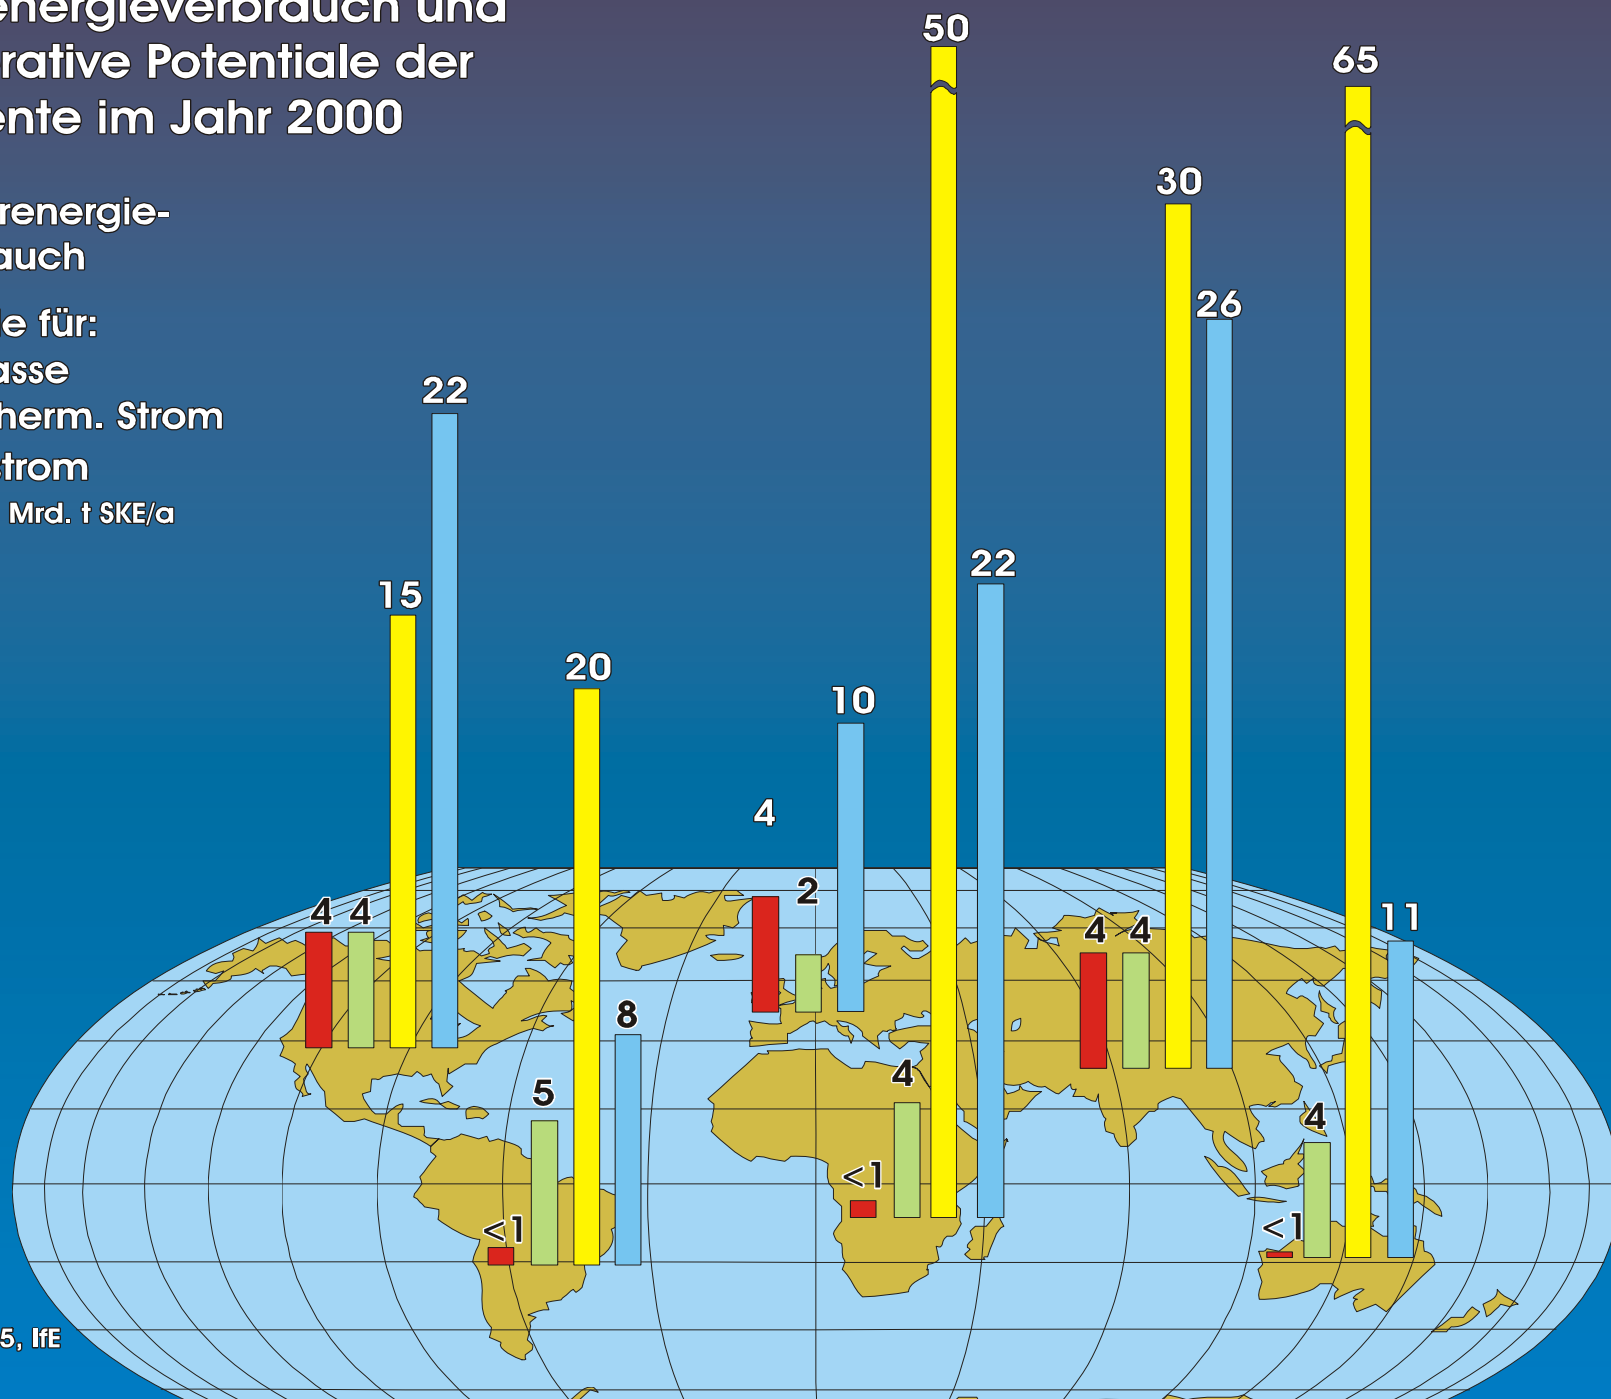 energieverbrauch und
rative Potentiale der
ente im Jahr 2000
renergie-
auch
le für:
asse
herm. Strom
strom
Mrd. t SKE/a
50
65
30
26
22
15
22
20
10
4
2
4 4
4 4
11
8
5
4
4
<1
<1
<1
5, IfE